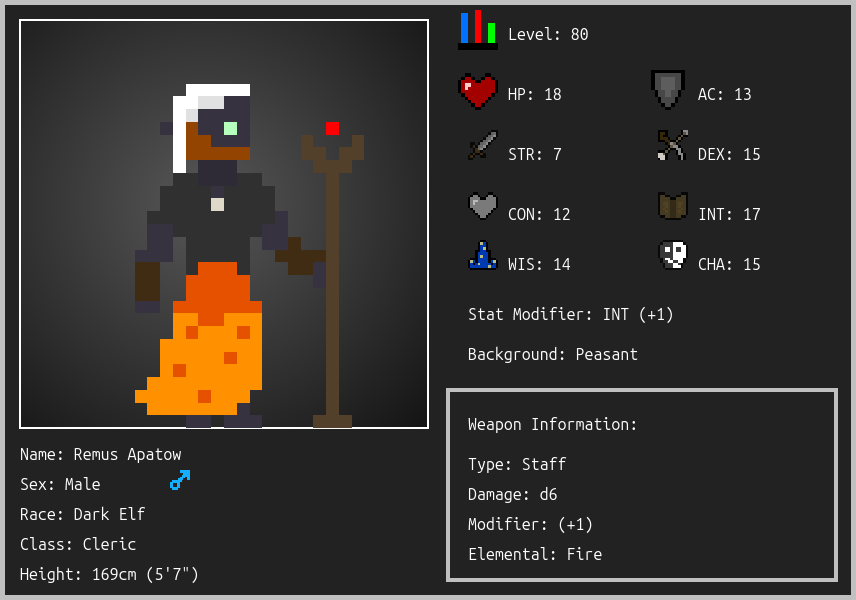 Level: 80
HP: 18
AC: 13
STR: 7
DEX: 15
CON: 12
INT: 17
WIS: 14
CHA: 15
Stat Modifier: INT (+1)
Background: Peasant
Weapon Information:
Type: Staff
Damage: d6
Modifier: (+1)
Elemental: Fire
Name: Remus Apatow
Sex: Male
Race: Dark Elf
Class: Cleric
Height: 169cm (5'7")